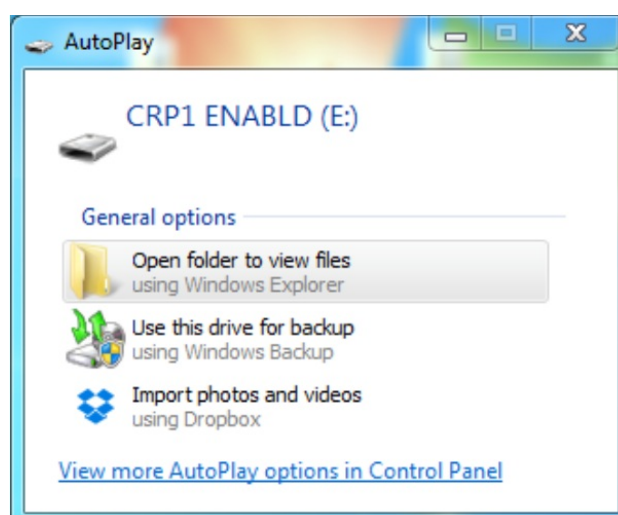 AutoPlay
CRP1 ENABLD (E:)
General options
Open folder to view files
using Windows Explorer
Use this drive for backup
using Windows Backup
Import photos and videos
using Dropbox
View more AutoPlay options in Control Panel